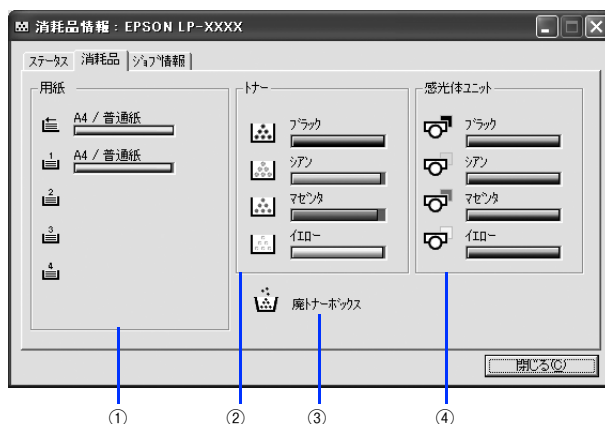 消耗品情報：EPSON LP-XXXX
ステータス 消耗品 ジョブ情報
用紙
A4 / 普通紙
1 A4 / 普通紙
2
3
4
トナー
ブラック
シアン
マゼンタ
イエロー
感光体ユニット
ブラック
シアン
マゼンタ
イエロー
廃トナーボックス
閉じる(C)
① ② ③ ④